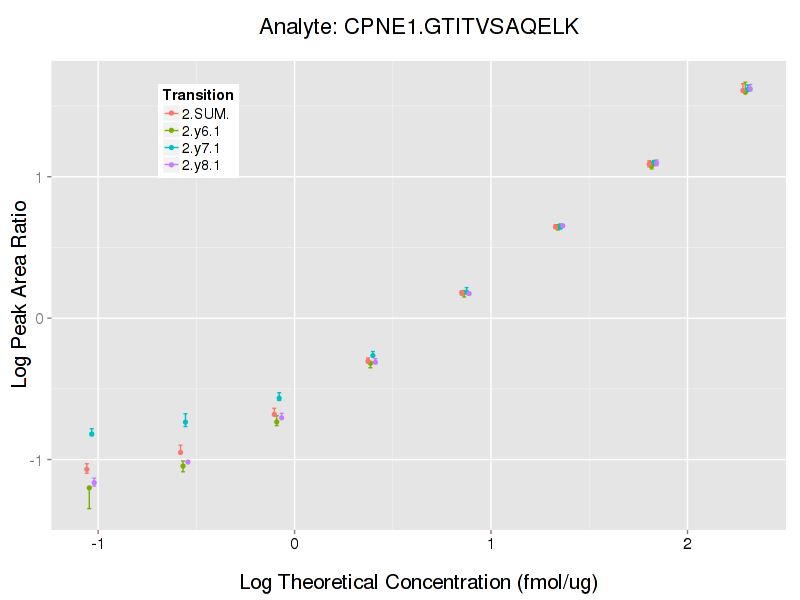 Analyte: CPNE1.GTITVSAQELK
Transition
2.SUM.
2.y6.1
2.y7.1
2.y8.1
Log Peak Area Ratio
1
0
-1
-1 0 1 2
Log Theoretical Concentration (fmol/ug)